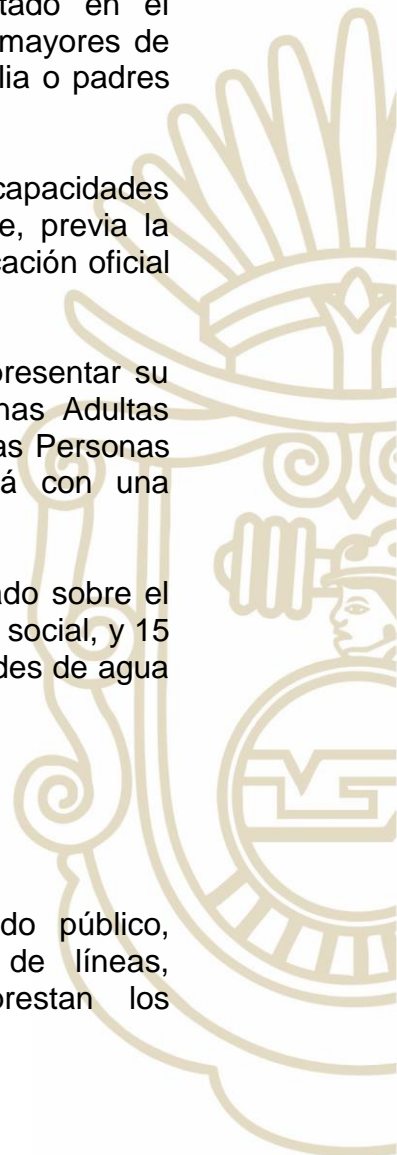 tado en el
mayores de
lia o padres
capacidades
e, previa la
cación oficial
presentar su
nas Adultas
as Personas
á con una
ado sobre el
social, y 15
des de agua
do público,
de líneas,
prestan los